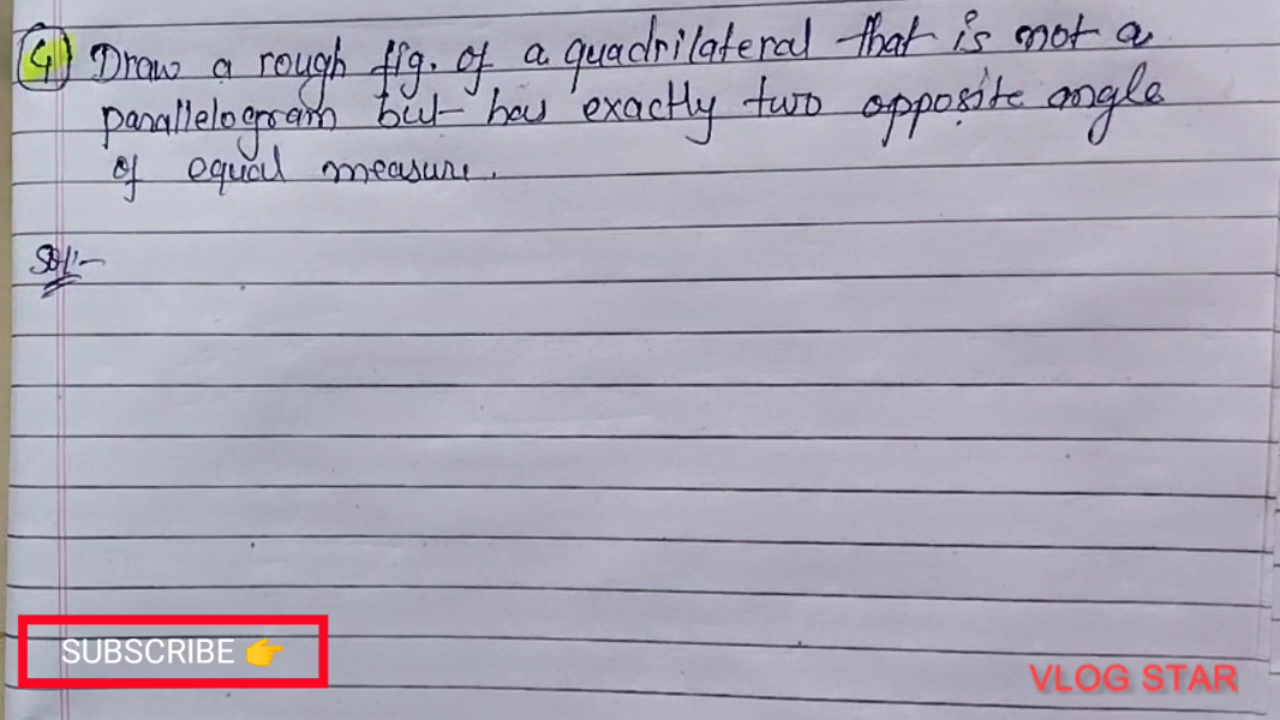 4) Draw a rough fig. of a quadrilateral that is not a
parallelogram but has exactly two opposite angle
of equal measure.
Sol:-
SUBSCRIBE 👉
VLOG STAR